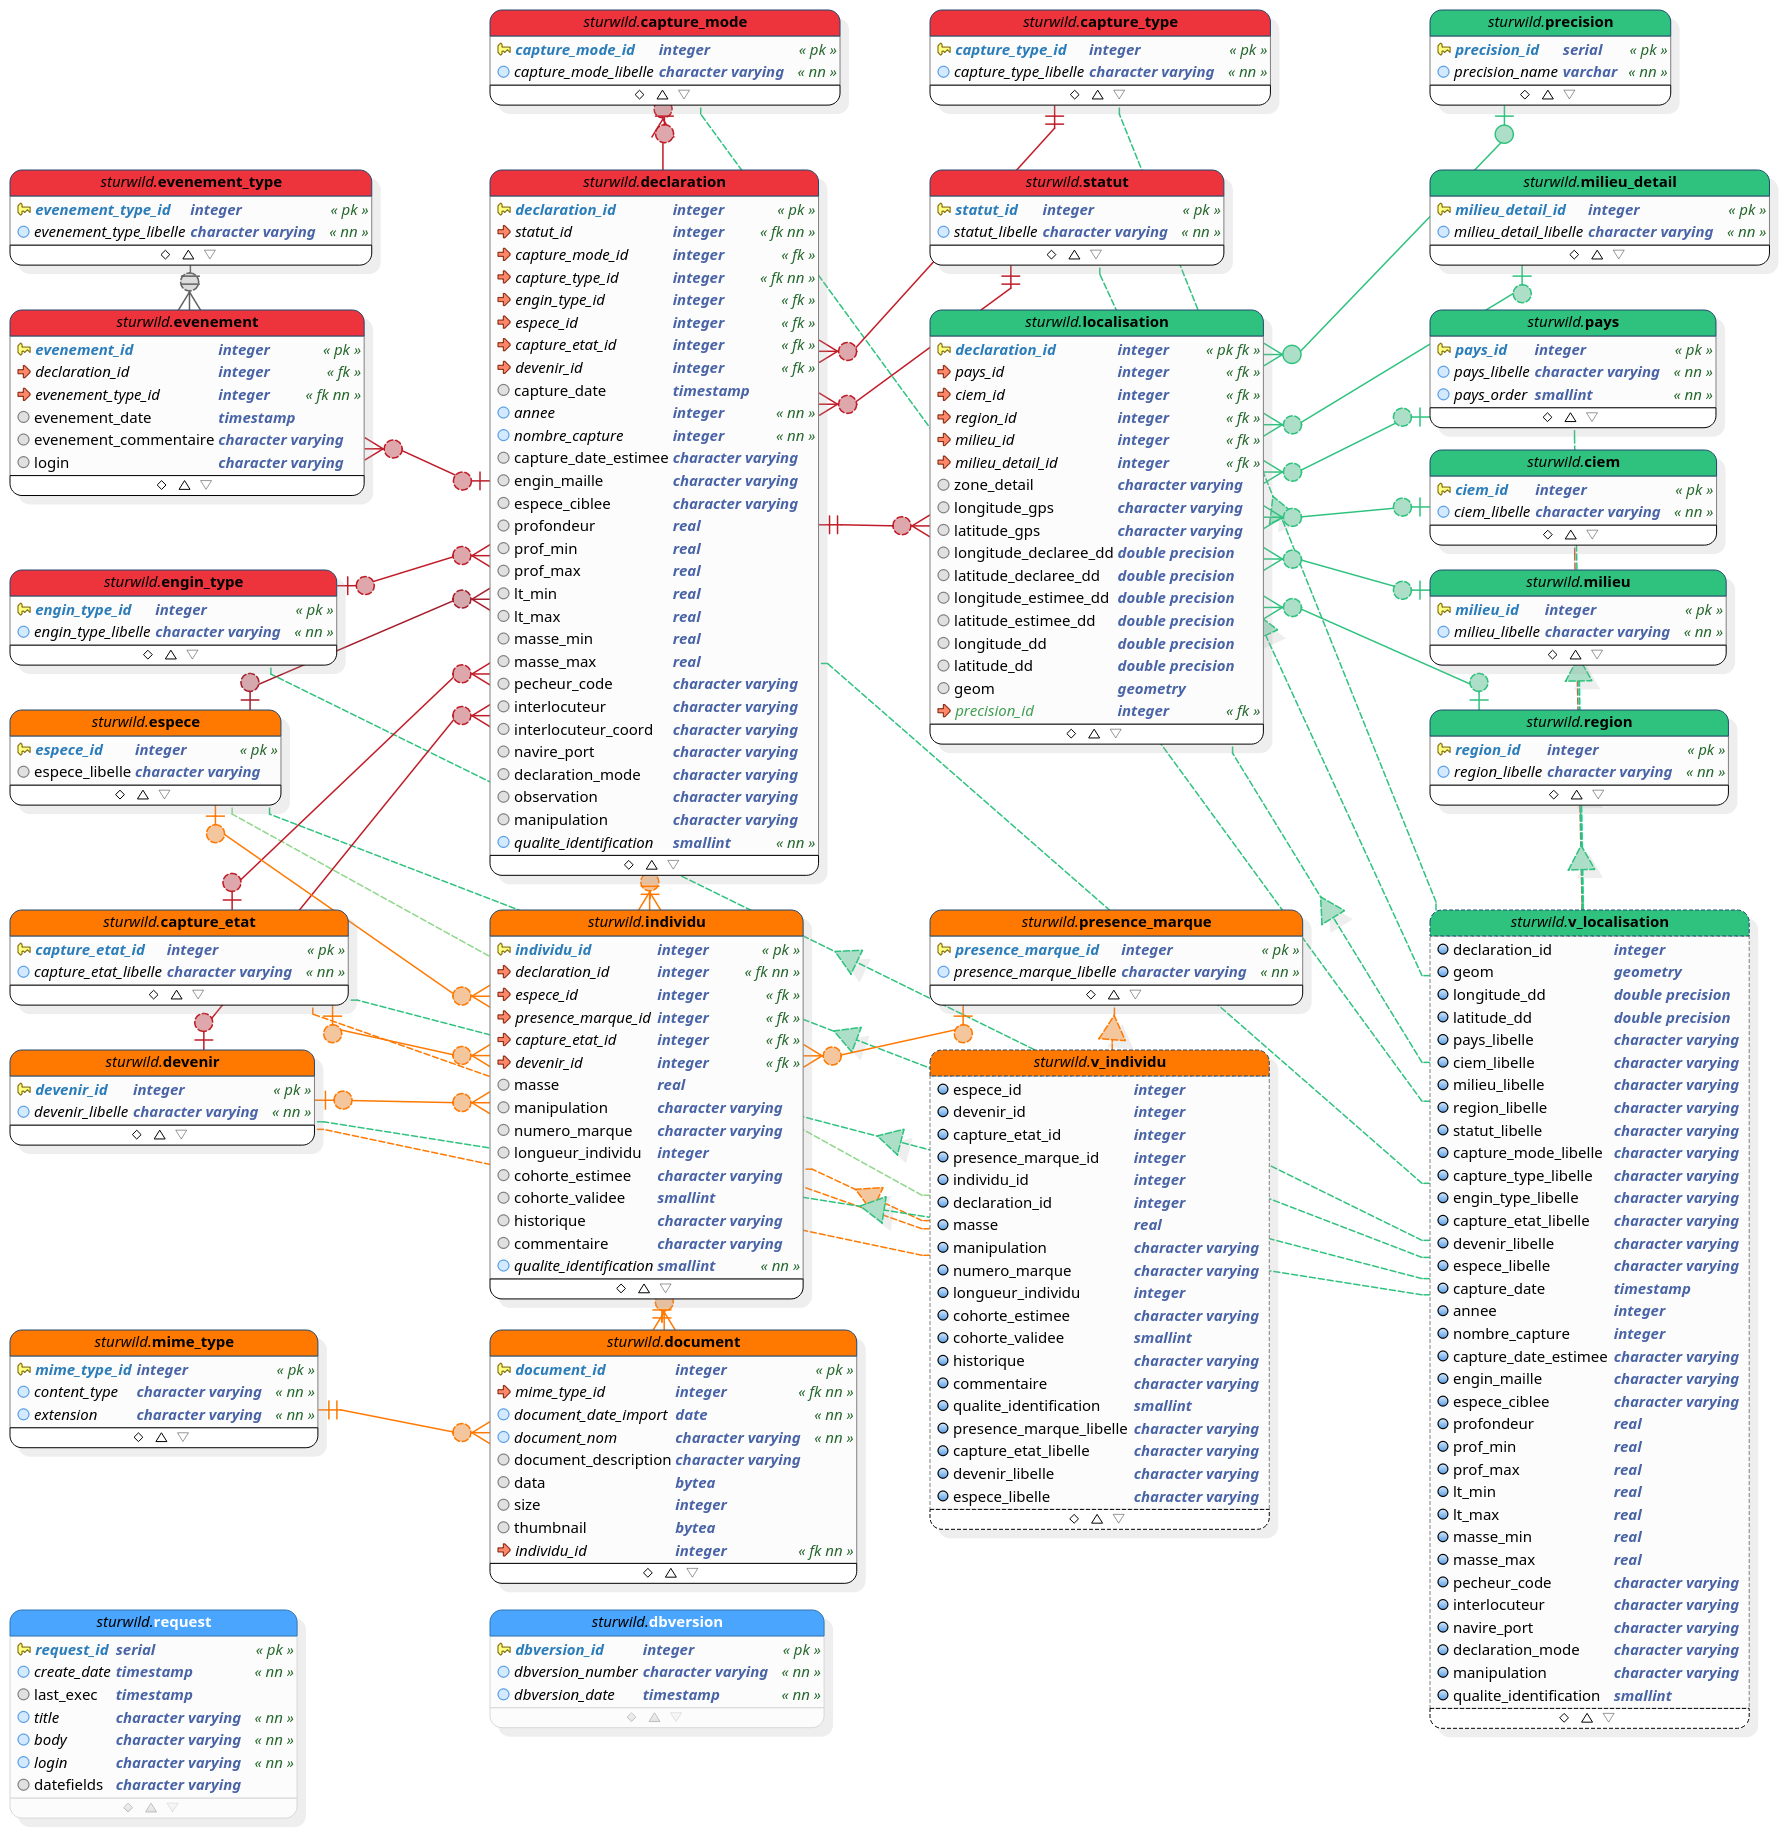 sturwild.capture_mode
capture_mode_id integer « pk »
capture_mode_libelle character varying « nn »
sturwild.capture_type
capture_type_id integer « pk »
capture_type_libelle character varying « nn »
sturwild.precision
precision_id serial « pk »
precision_name varchar « nn »
sturwild.evenement_type
evenement_type_id integer « pk »
evenement_type_libelle character varying « nn »
sturwild.declaration
declaration_id integer « pk »
statut_id integer « fk nn »
capture_mode_id integer « fk »
capture_type_id integer « fk nn »
engin_type_id integer « fk »
espece_id integer « fk »
capture_etat_id integer « fk »
devenir_id integer « fk »
capture_date timestamp
annee integer « nn »
nombre_capture integer « nn »
capture_date_estimee character varying
engin_maille character varying
espece_ciblee character varying
profondeur real
prof_min real
prof_max real
lt_min real
lt_max real
masse_min real
masse_max real
pecheur_code character varying
interlocuteur character varying
interlocuteur_coord character varying
navire_port character varying
declaration_mode character varying
observation character varying
manipulation character varying
qualite_identification smallint « nn »
sturwild.statut
statut_id integer « pk »
statut_libelle character varying « nn »
sturwild.milieu_detail
milieu_detail_id integer « pk »
milieu_detail_libelle character varying « nn »
sturwild.evenement
evenement_id integer « pk »
declaration_id integer « fk »
evenement_type_id integer « fk nn »
evenement_date timestamp
evenement_commentaire character varying
login character varying
sturwild.localisation
declaration_id integer « pk fk »
pays_id integer « fk »
ciem_id integer « fk »
region_id integer « fk »
milieu_id integer « fk »
milieu_detail_id integer « fk »
zone_detail character varying
longitude_gps character varying
latitude_gps character varying
longitude_declaree_dd double precision
latitude_declaree_dd double precision
longitude_estimee_dd double precision
latitude_estimee_dd double precision
longitude_dd double precision
latitude_dd double precision
geom geometry
precision_id integer « fk »
sturwild.pays
pays_id integer « pk »
pays_libelle character varying « nn »
pays_order smallint « nn »
sturwild.ciem
ciem_id integer « pk »
ciem_libelle character varying « nn »
sturwild.engin_type
engin_type_id integer « pk »
engin_type_libelle character varying « nn »
sturwild.milieu
milieu_id integer « pk »
milieu_libelle character varying « nn »
sturwild.espece
espece_id integer « pk »
espece_libelle character varying
sturwild.region
region_id integer « pk »
region_libelle character varying « nn »
sturwild.capture_etat
capture_etat_id integer « pk »
capture_etat_libelle character varying « nn »
sturwild.individu
individu_id integer « pk »
declaration_id integer « fk nn »
espece_id integer « fk »
presence_marque_id integer « fk »
capture_etat_id integer « fk »
devenir_id integer « fk »
masse real
manipulation character varying
numero_marque character varying
longueur_individu integer
cohorte_estimee character varying
cohorte_validee smallint
historique character varying
commentaire character varying
qualite_identification smallint « nn »
sturwild.presence_marque
presence_marque_id integer « pk »
presence_marque_libelle character varying « nn »
sturwild.v_localisation
declaration_id integer
geom geometry
longitude_dd double precision
latitude_dd double precision
pays_libelle character varying
ciem_libelle character varying
milieu_libelle character varying
region_libelle character varying
statut_libelle character varying
capture_mode_libelle character varying
capture_type_libelle character varying
engin_type_libelle character varying
capture_etat_libelle character varying
devenir_libelle character varying
espece_libelle character varying
capture_date timestamp
annee integer
nombre_capture integer
capture_date_estimee character varying
engin_maille character varying
espece_ciblee character varying
profondeur real
prof_min real
prof_max real
lt_min real
lt_max real
masse_min real
masse_max real
pecheur_code character varying
interlocuteur character varying
navire_port character varying
declaration_mode character varying
manipulation character varying
qualite_identification smallint
sturwild.devenir
devenir_id integer « pk »
devenir_libelle character varying « nn »
sturwild.v_individu
espece_id integer
devenir_id integer
capture_etat_id integer
presence_marque_id integer
individu_id integer
declaration_id integer
masse real
manipulation character varying
numero_marque character varying
longueur_individu integer
cohorte_estimee character varying
cohorte_validee smallint
historique character varying
commentaire character varying
qualite_identification smallint
presence_marque_libelle character varying
capture_etat_libelle character varying
devenir_libelle character varying
espece_libelle character varying
sturwild.mime_type
mime_type_id integer « pk »
content_type character varying « nn »
extension character varying « nn »
sturwild.document
document_id integer « pk »
mime_type_id integer « fk nn »
document_date_import date « nn »
document_nom character varying « nn »
document_description character varying
data bytea
size integer
thumbnail bytea
individu_id integer « fk nn »
sturwild.request
request_id serial « pk »
create_date timestamp « nn »
last_exec timestamp
title character varying « nn »
body character varying « nn »
login character varying « nn »
datefields character varying
sturwild.dbversion
dbversion_id integer « pk »
dbversion_number character varying « nn »
dbversion_date timestamp « nn »